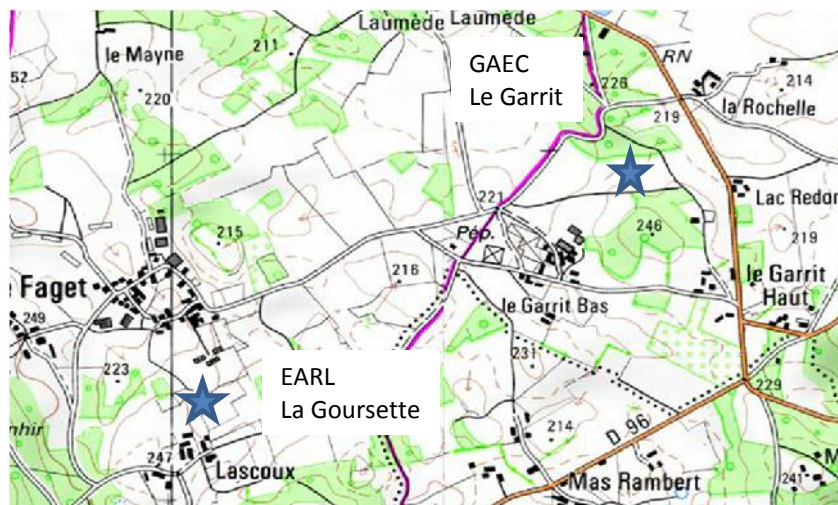 Laumède
Laumède
le Mayne
211
52
220
GAEC
Le Garrit
RN
226
214
219
la Rochelle
221
Lac Redon
215
Pép.
246
219
216
Faget
le Garrit
Haut
249
le Garrit Bas
231
EARL
La Goursette
223
229
214
D 96
247
Lascoux
Mas Rambert
241
M